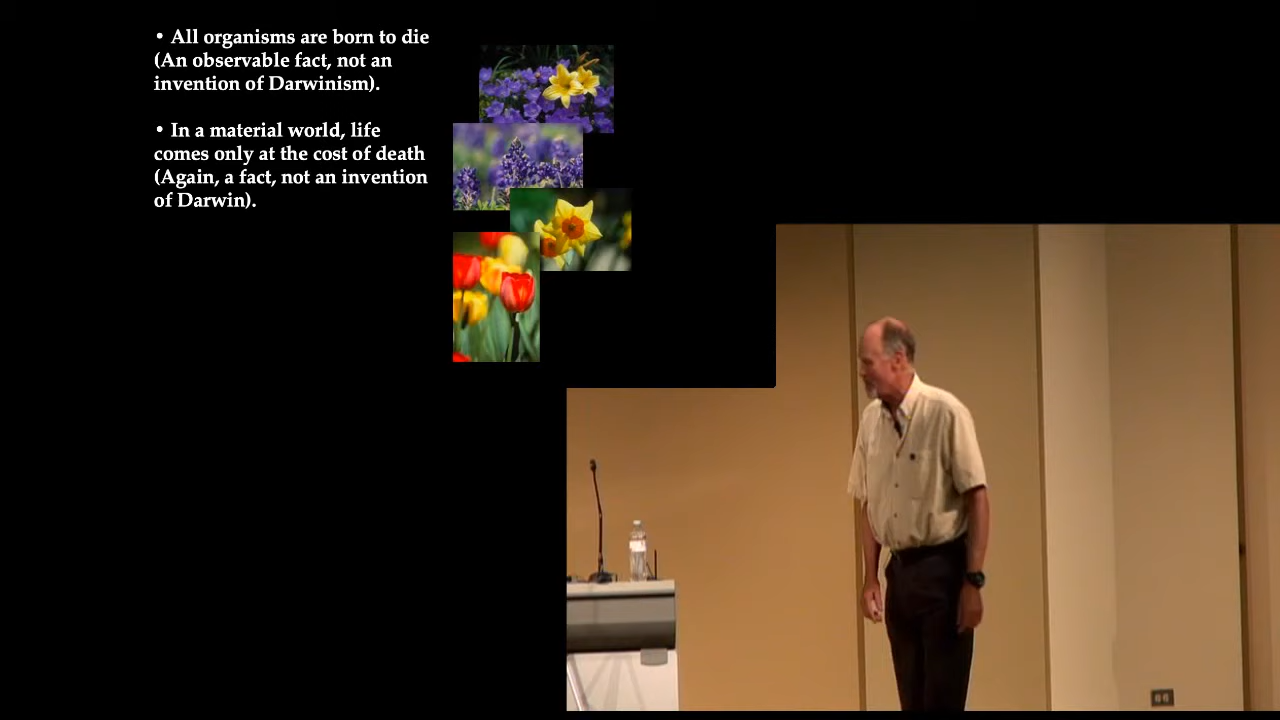 • All organisms are born to die
(An observable fact, not an
invention of Darwinism).
• In a material world, life
comes only at the cost of death
(Again, a fact, not an invention
of Darwin).